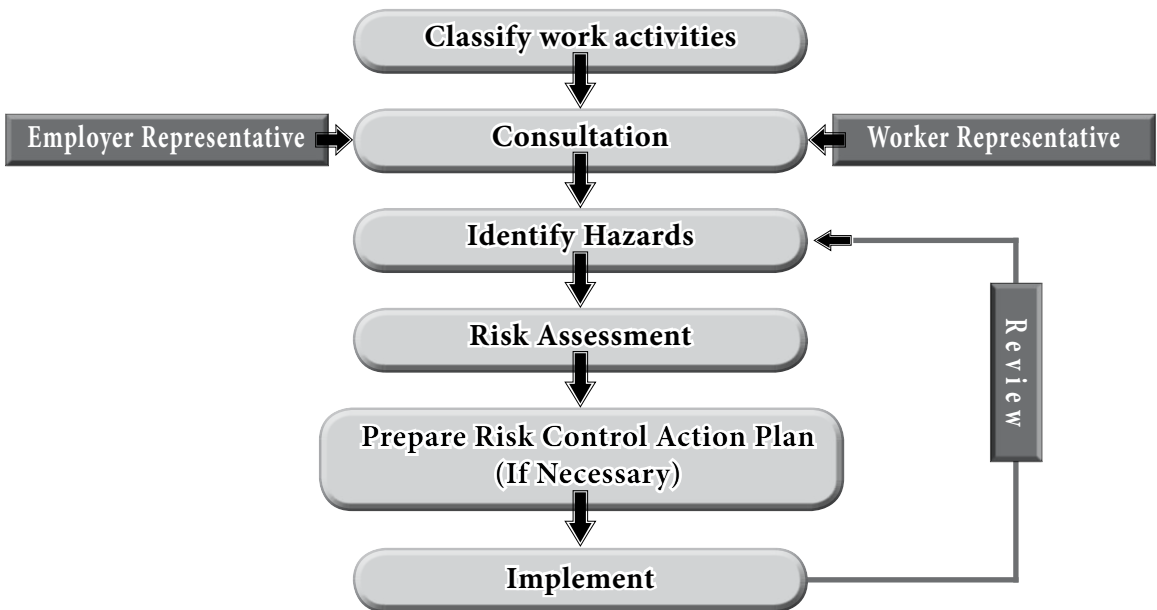 Classify work activities
Employer Representative
Consultation
Worker Representative
Identify Hazards
Risk Assessment
Review
Prepare Risk Control Action Plan
(If Necessary)
Implement